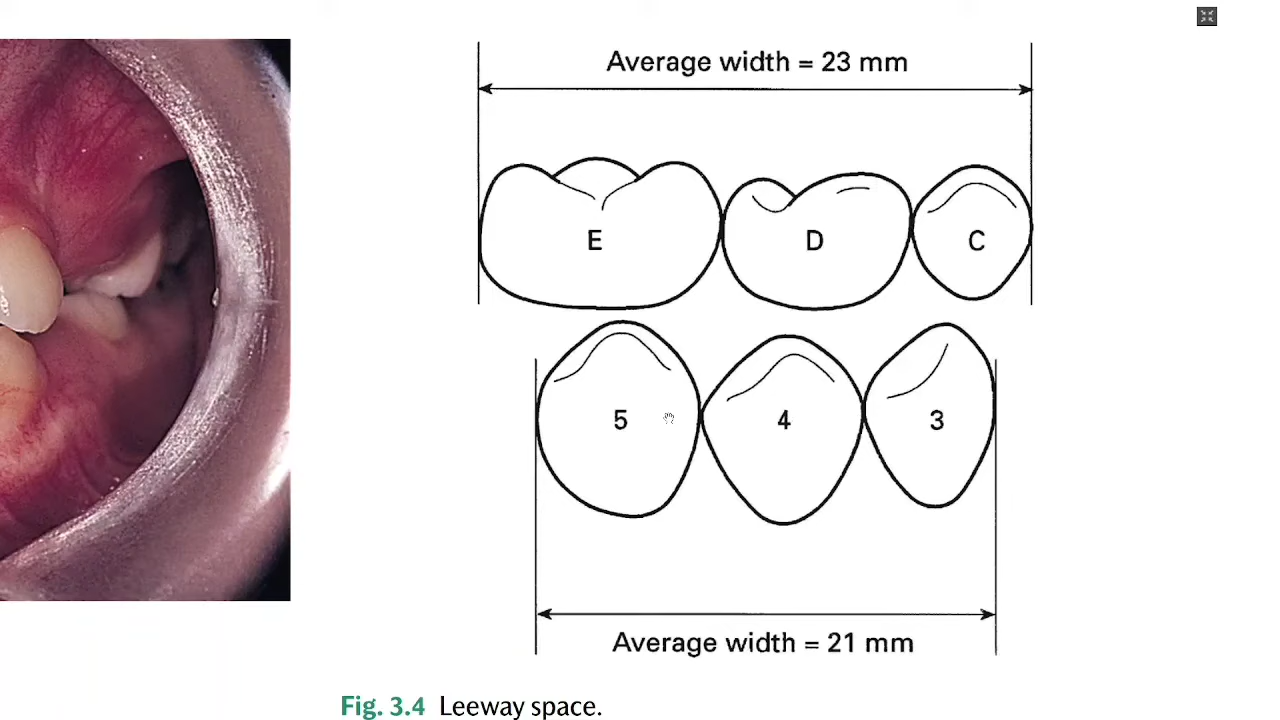 Average width = 23 mm
E D C
5 4 3
Average width = 21 mm
Fig. 3.4 Leeway space.